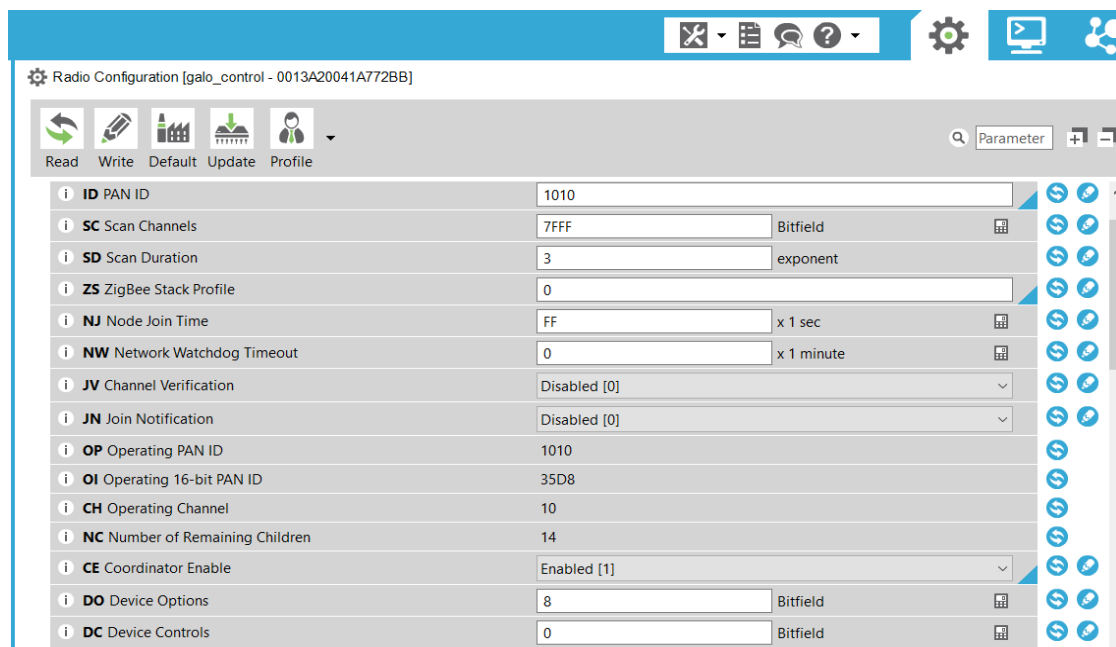 Radio Configuration [galo_control - 0013A20041A772BB]
Read Write Default Update Profile
Parameter
i ID PAN ID 1010
i SC Scan Channels 7FFF Bitfield
i SD Scan Duration 3 exponent
i ZS ZigBee Stack Profile 0
i NJ Node Join Time FF x 1 sec
i NW Network Watchdog Timeout 0 x 1 minute
i JV Channel Verification Disabled [0]
i JN Join Notification Disabled [0]
i OP Operating PAN ID 1010
i OI Operating 16-bit PAN ID 35D8
i CH Operating Channel 10
i NC Number of Remaining Children 14
i CE Coordinator Enable Enabled [1]
i DO Device Options 8 Bitfield
i DC Device Controls 0 Bitfield